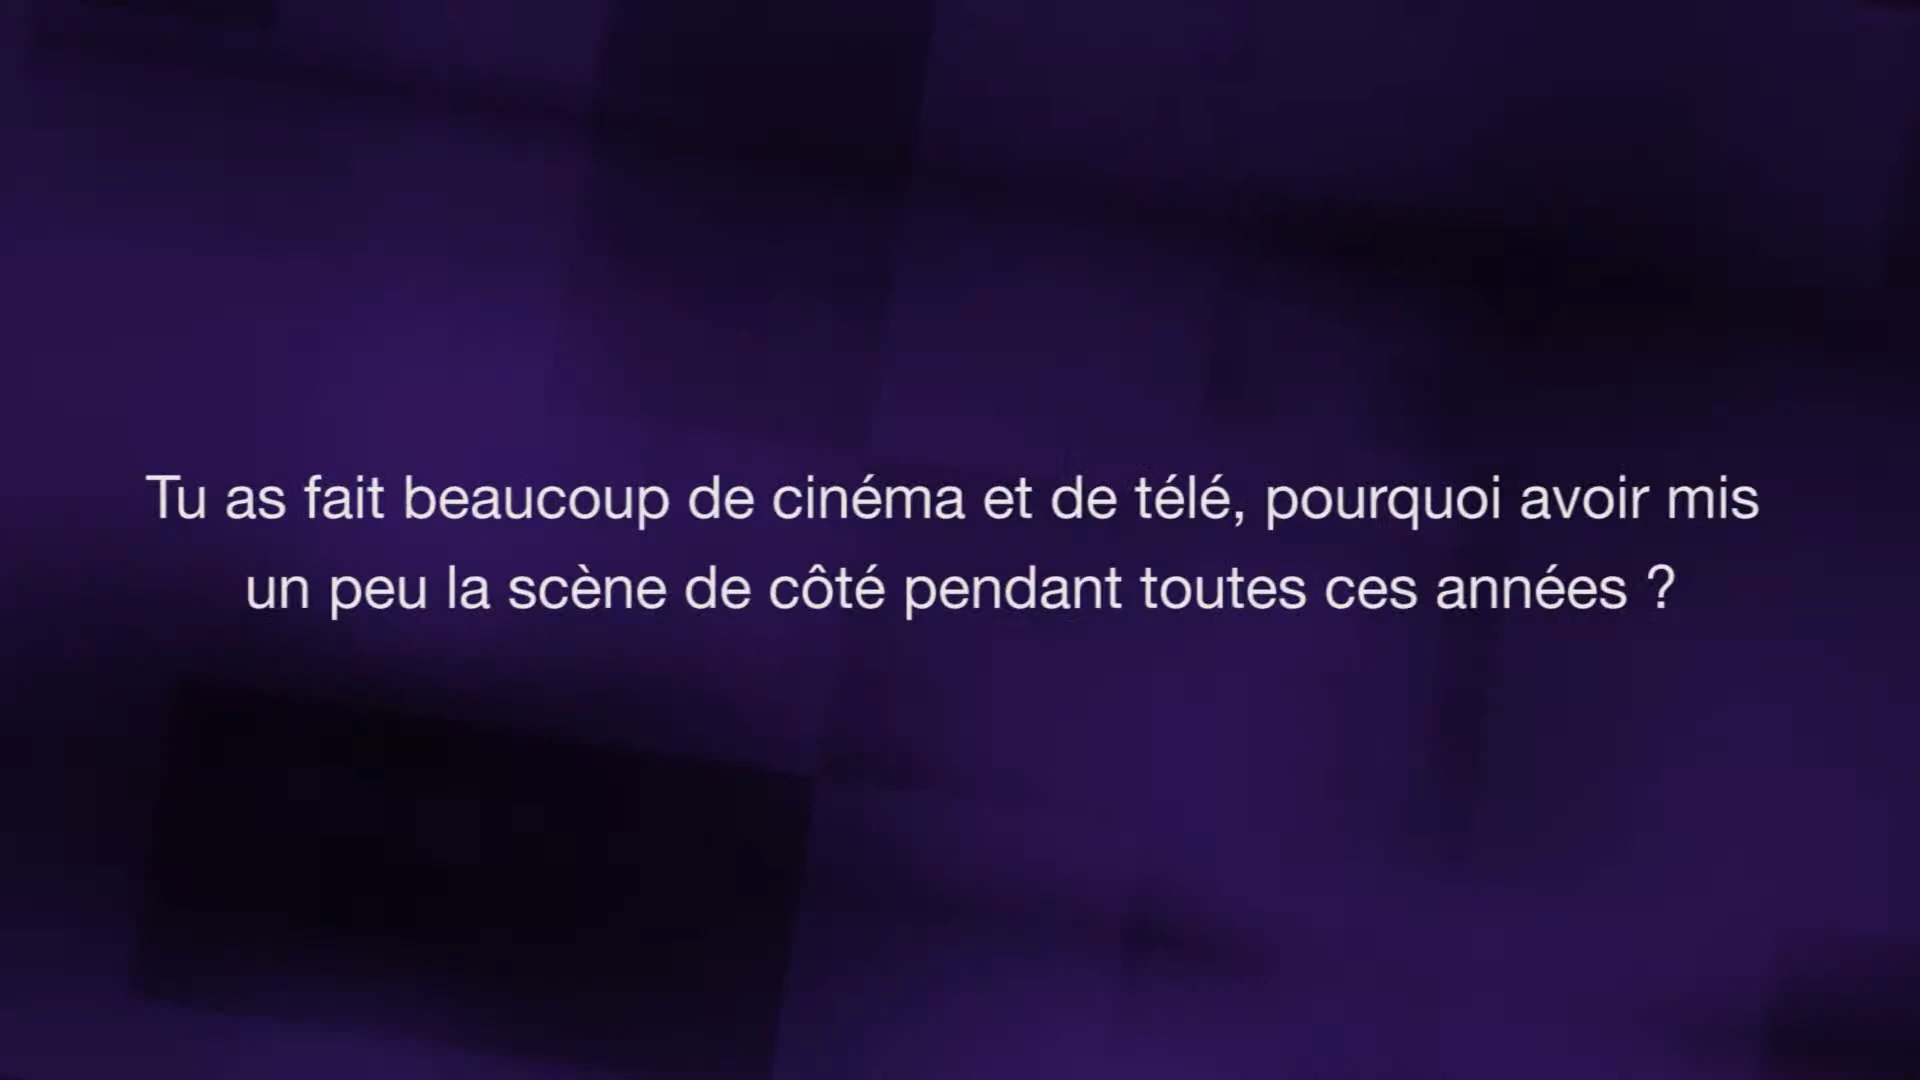 Tu as fait beaucoup de cinéma et de télé, pourquoi avoir mis
un peu la scène de côté pendant toutes ces années ?